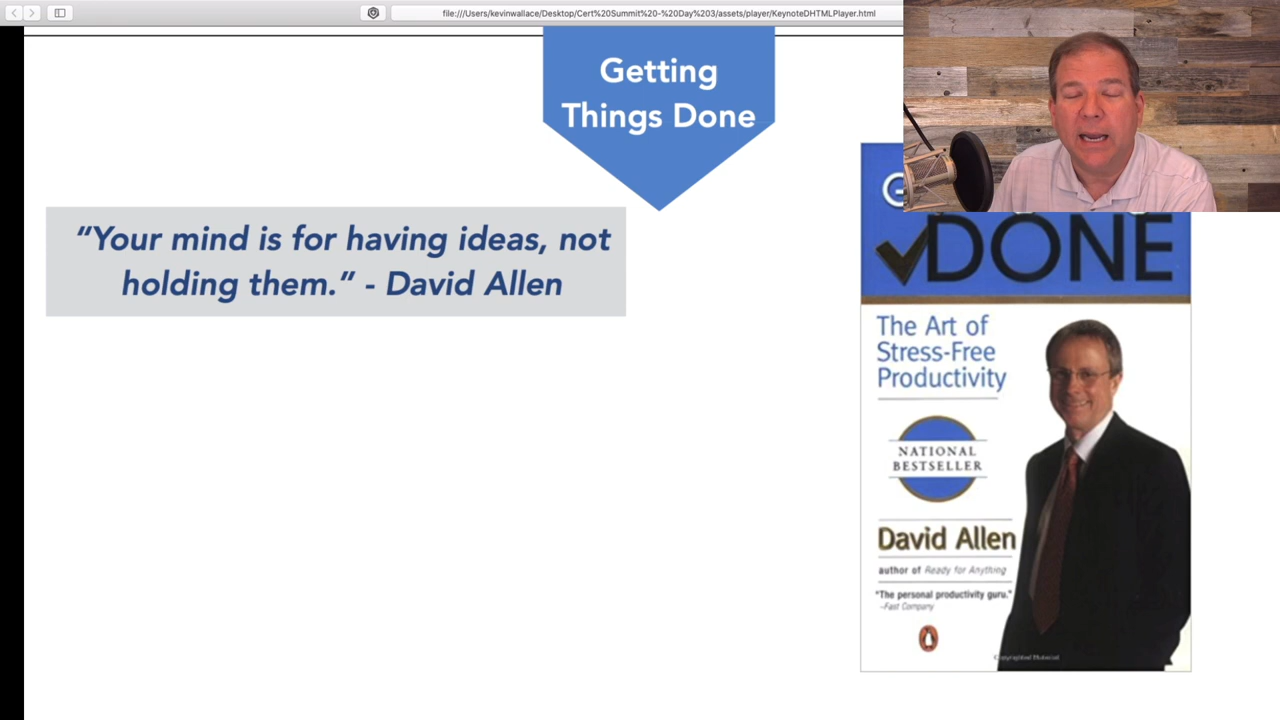 file:///Users/kevinwallace/Desktop/Cert%20Summit%20-%20Day%203/assets/player/KeynoteDHTMLPlayer.html
Getting
Things Done
“Your mind is for having ideas, not
holding them.” - David Allen
G
DONE
The Art of
Stress-Free
Productivity
NATIONAL
BESTSELLER
David Allen
author of Ready for Anything
"The personal productivity guru."
-Fast Company
Copyrighted Material